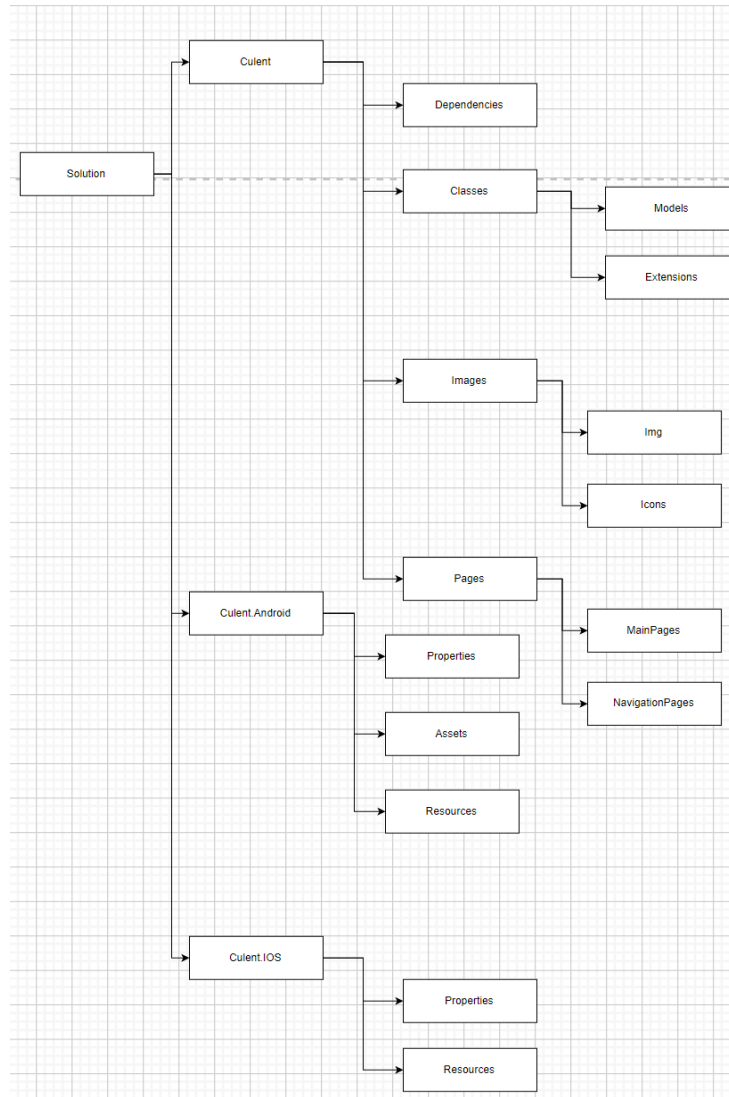 Culent
Dependencies
Solution
Classes
Models
Extensions
Images
Img
Icons
Pages
Culent.Android
MainPages
Properties
NavigationPages
Assets
Resources
Culent.IOS
Properties
Resources